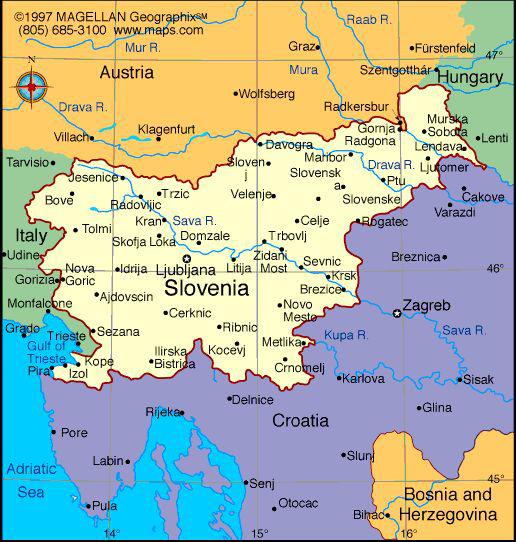 ©1997 MAGELLAN Geographix℠
(805) 685-3100 www.maps.com
Raab R.
Mur R.
Graz
Fürstenfeld
47°
N
Austria
Mura
Szentgotthár
Hungary
Wolfsberg
Drava R.
Radkersbur
Klagenfurt
Villach
Gornja
Radgona
Murska
Sobota
Davogra
Lenti
Lendava
Tarvisio
Sloven
j
Marbor
Drava R.
Ljutomer
Jesenice
Slovensk
a
Ptu
Bove
Trzic
Velenje
Cakove
Radovljic
Slovenske
Varazdi
Kran
Sava R.
Celje
Rogatec
Tolmi
Skofja Loka
Domzale
Trbovlj
Italy
Udine
Zidani
Most
Breznica
Nova
Goric
Idrija
Ljubljana
Litija
Sevnic
46°
Gorizia
Slovenia
Krsk
Brezice
Ajdovscin
Monfalcone
Novo
Mesto
Zagreb
Cerknic
Grado
Ribnic
Trieste
Sezana
Kupa R.
Sava R.
Gulf of
Trieste
Kocevj
Metlika
Ilirska
Bistrica
Kope
Pira
Izol
Crnomelj
Karlova
Sisak
Delnice
Rijeka
Glina
Croatia
Pore
Slunj
Labin
Adriatic
Sea
Senj
45°
Bosnia and
Herzegovina
Otocac
Pula
Bihac
14°
15°
16°